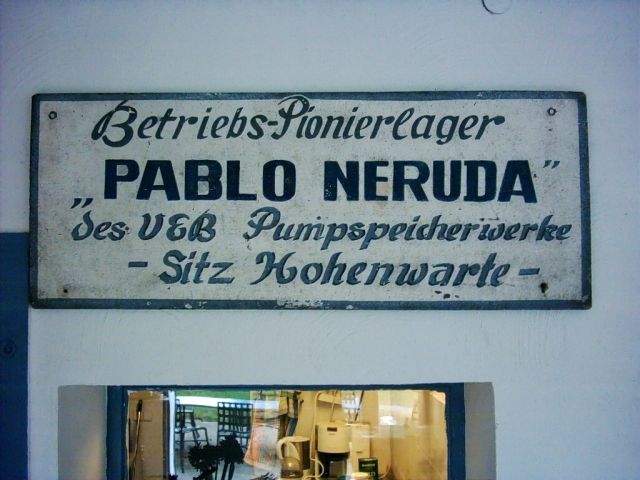 Betriebs-Pionierlager
„PABLO NERUDA"
des VEB Pumpspeicherwerke
- Sitz Hohenwarte -